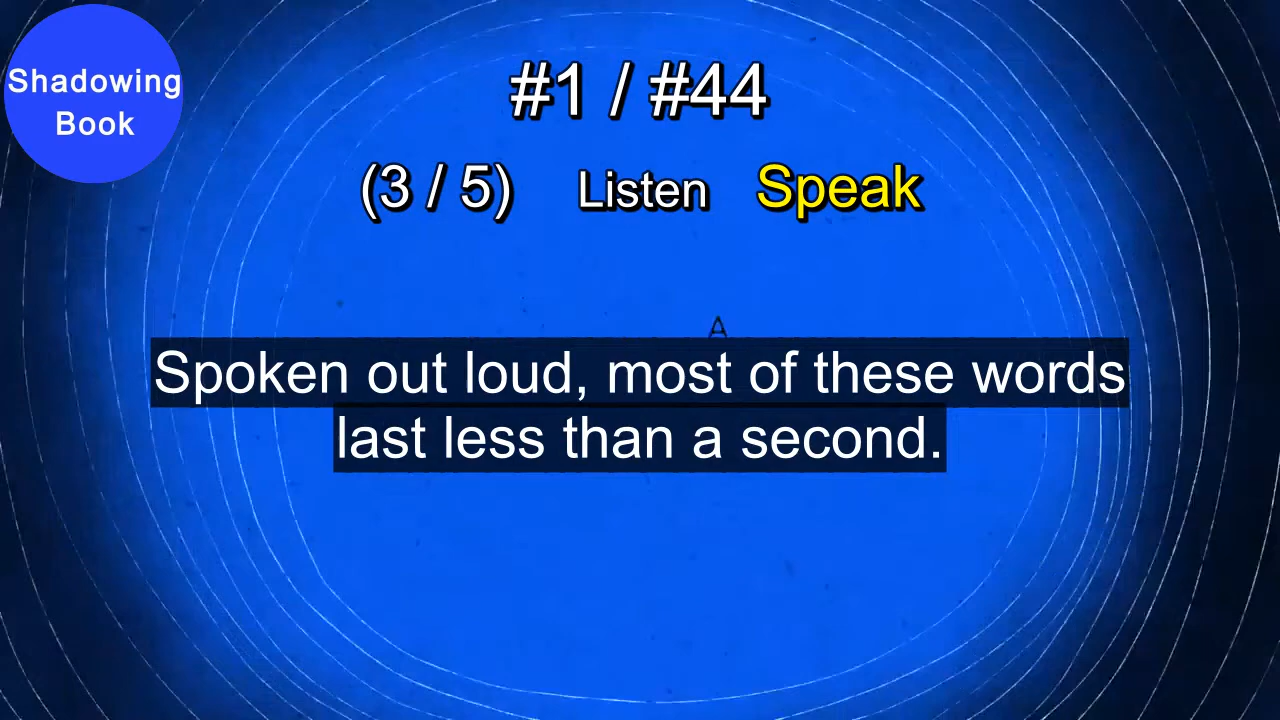 Shadowing
Book
#1 / #44
(3 / 5) Listen Speak
A
Spoken out loud, most of these words
last less than a second.